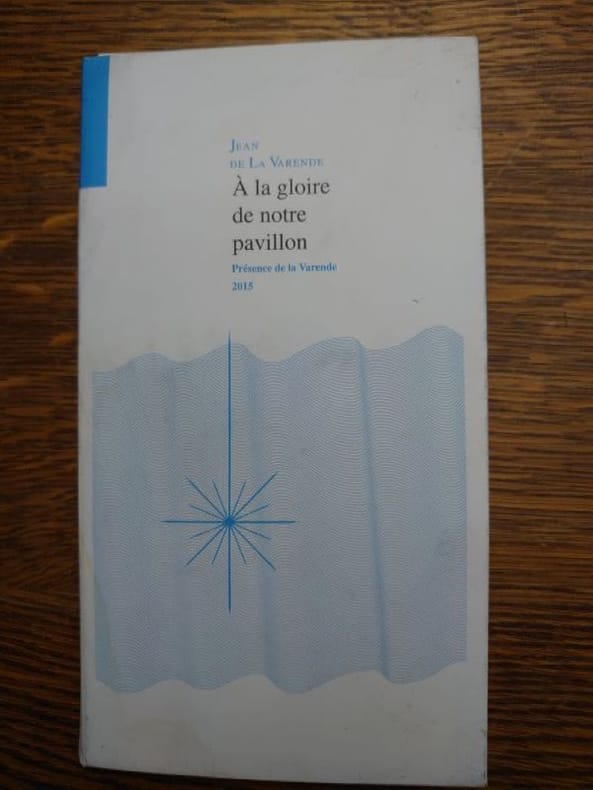 JEAN
DE LA VARENDE
À la gloire
de notre
pavillon
Présence de la Varende
2015